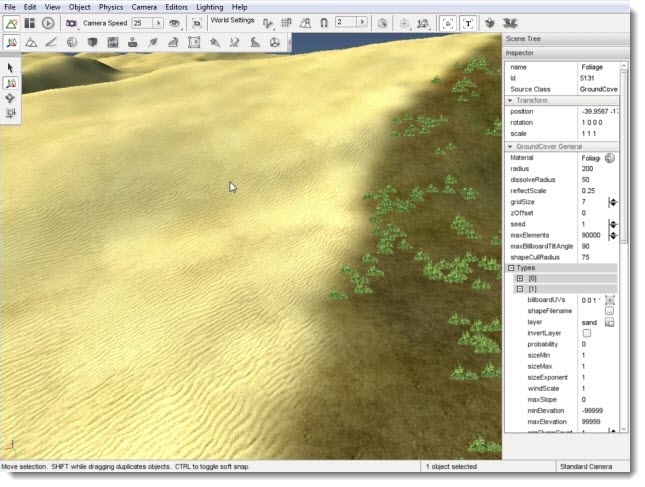 File Edit View Object Physics Camera Editors Lighting Help
Camera Speed 25 World Settings 2
Scene Tree
Inspector
name Foliage
Id 5131
Source Class GroundCove
Transform
position -39.9567 -1
rotation 1 0 0 0
scale 1 1 1
GroundCover General
Material Foliag
radius 200
dissolveRadius 50
reflectScale 0.25
gridSize 7
zOffset 0
seed 1
maxElements 90000
maxBillboardTiltAngle 90
shapeCullRadius 75
Types
[0]
[1]
billboardUVs 0 0 1
shapeFilename
layer sand
invertLayer
probability 0
sizeMin 1
sizeMax 1
sizeExponent 1
windScale 1
maxSlope 0
minElevation -99999
maxElevation 99999
Move selection. SHIFT while dragging duplicates objects. CTRL to toggle soft snap. 1 object selected Standard Camera